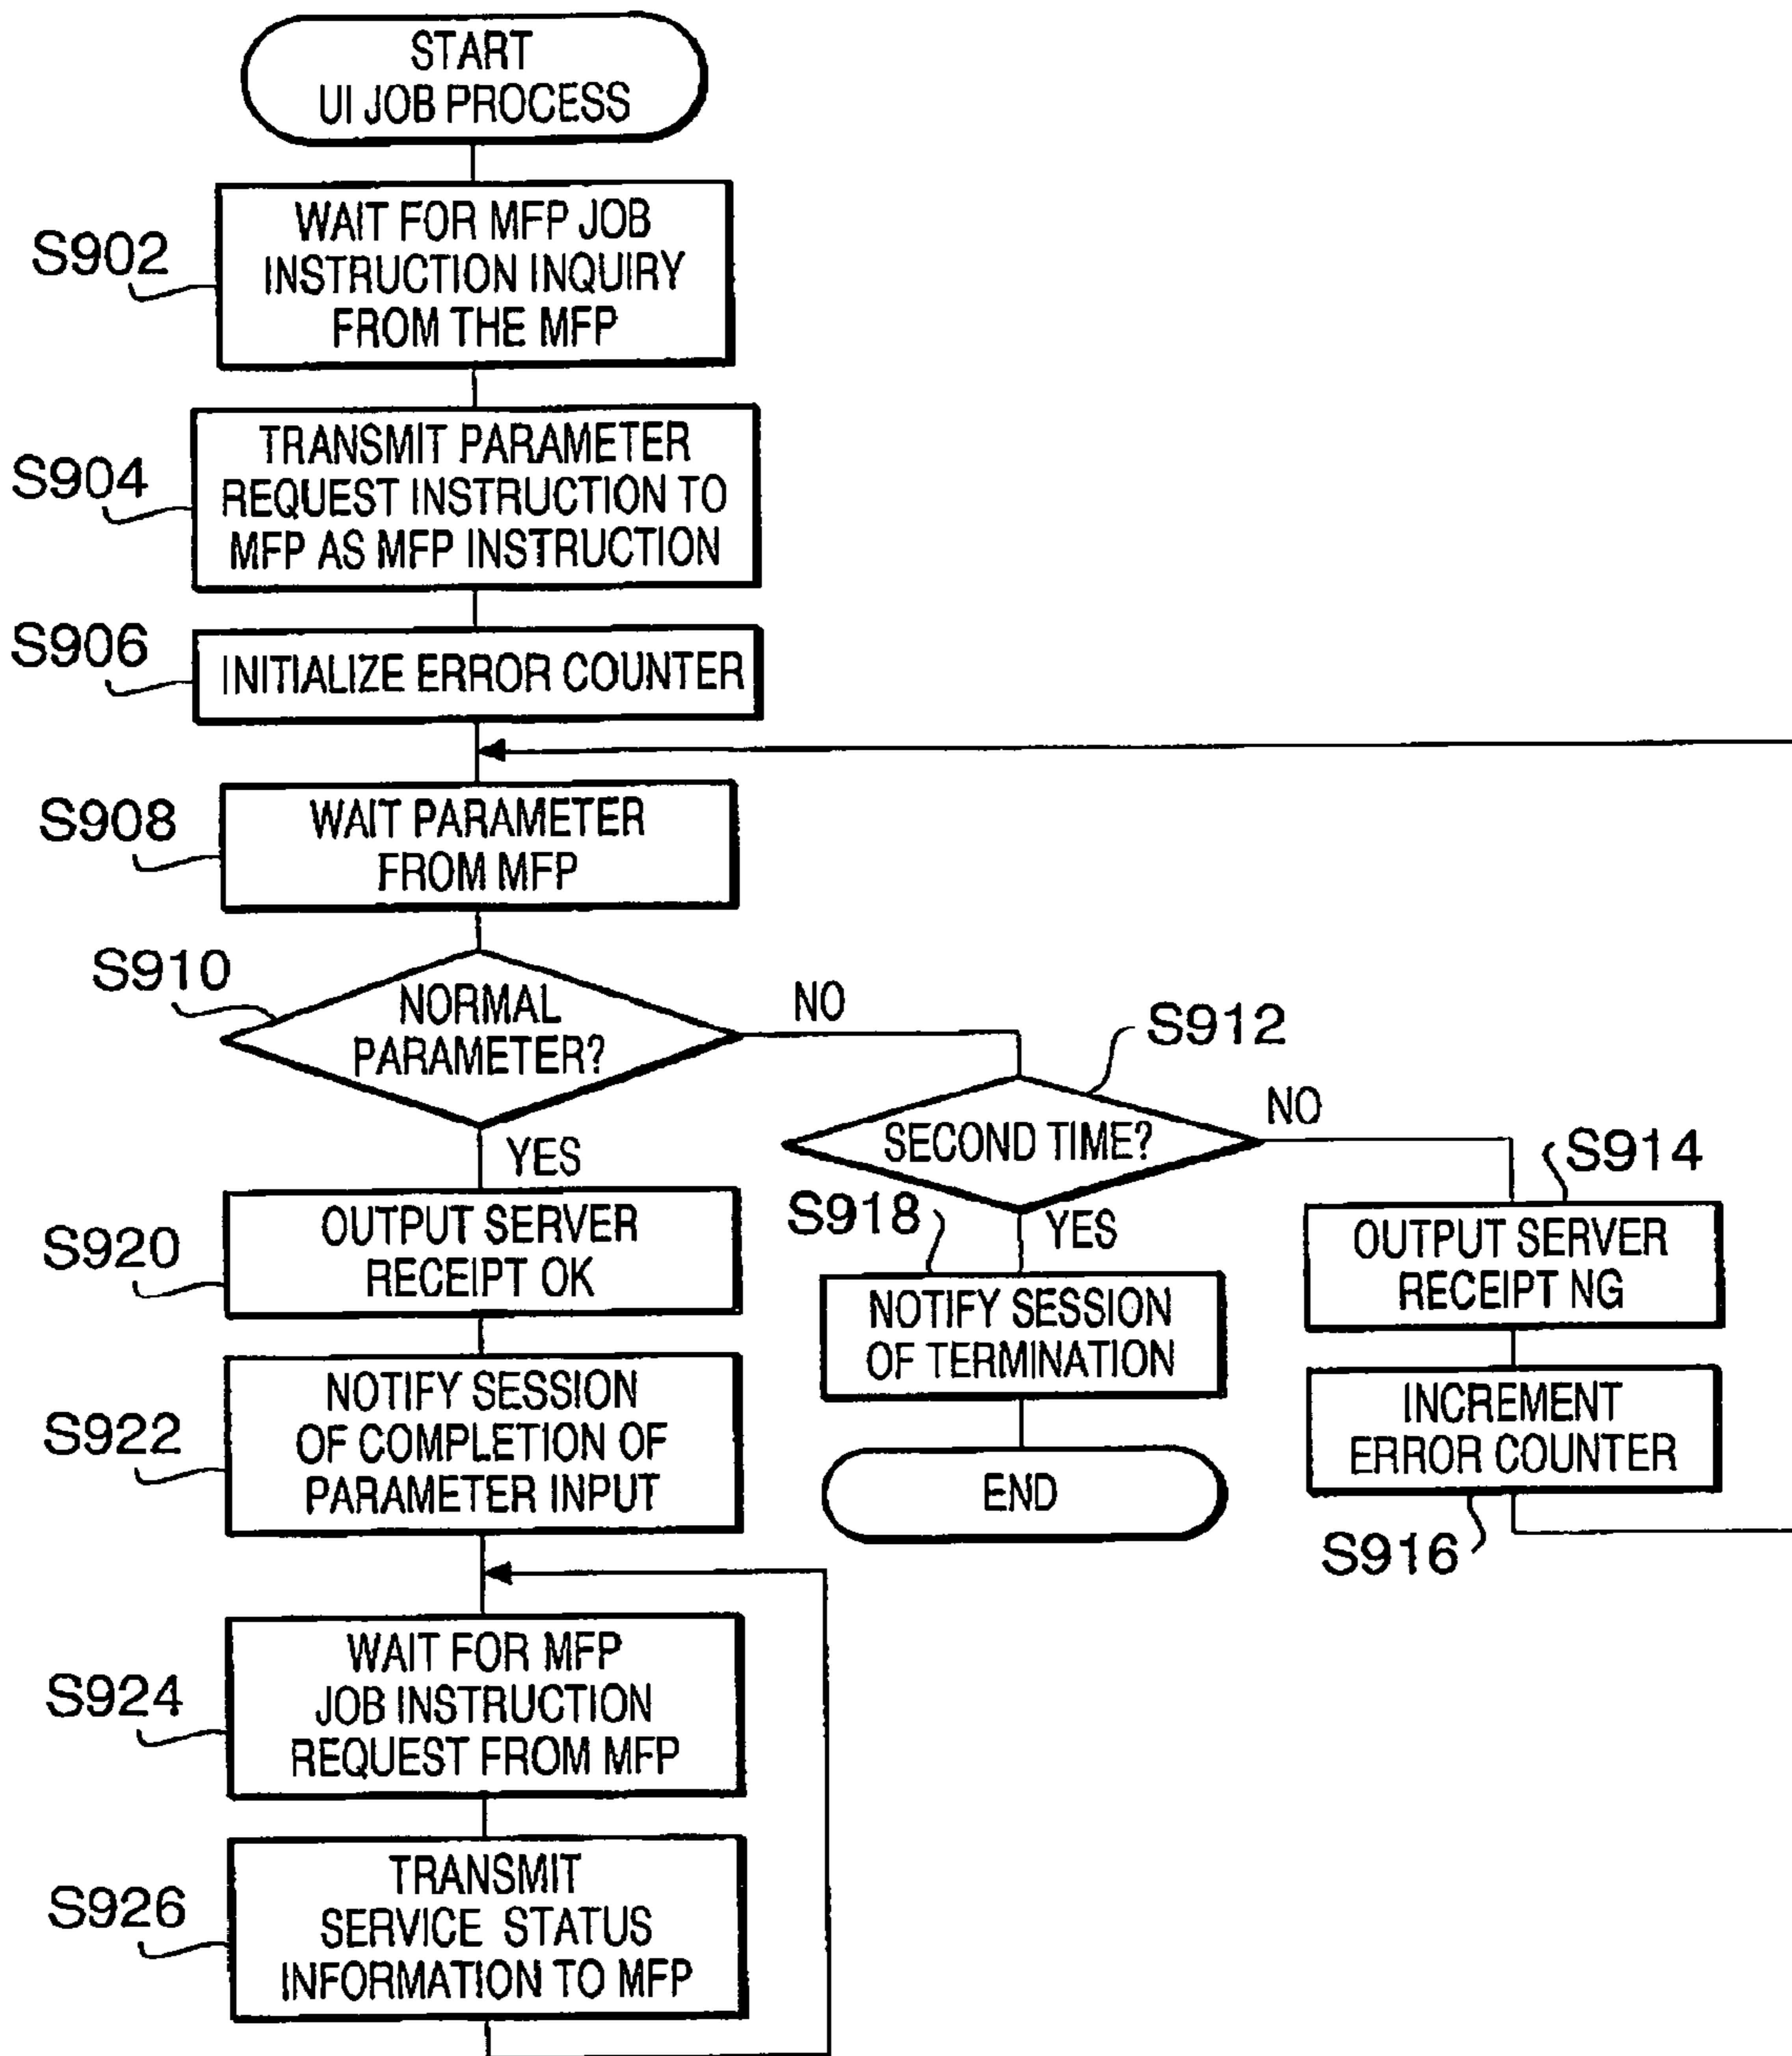 START
UI JOB PROCESS
S902
WAIT FOR MFP JOB
INSTRUCTION INQUIRY
FROM THE MFP
S904
TRANSMIT PARAMETER
REQUEST INSTRUCTION TO
MFP AS MFP INSTRUCTION
S906
INITIALIZE ERROR COUNTER
S908
WAIT PARAMETER
FROM MFP
S910
NORMAL
PARAMETER?
NO
YES
S912
SECOND TIME?
NO
YES
S914
OUTPUT SERVER
RECEIPT NG
INCREMENT
ERROR COUNTER
S916
S918
NOTIFY SESSION
OF TERMINATION
END
S920
OUTPUT SERVER
RECEIPT OK
S922
NOTIFY SESSION
OF COMPLETION OF
PARAMETER INPUT
S924
WAIT FOR MFP
JOB INSTRUCTION
REQUEST FROM MFP
S926
TRANSMIT
SERVICE STATUS
INFORMATION TO MFP